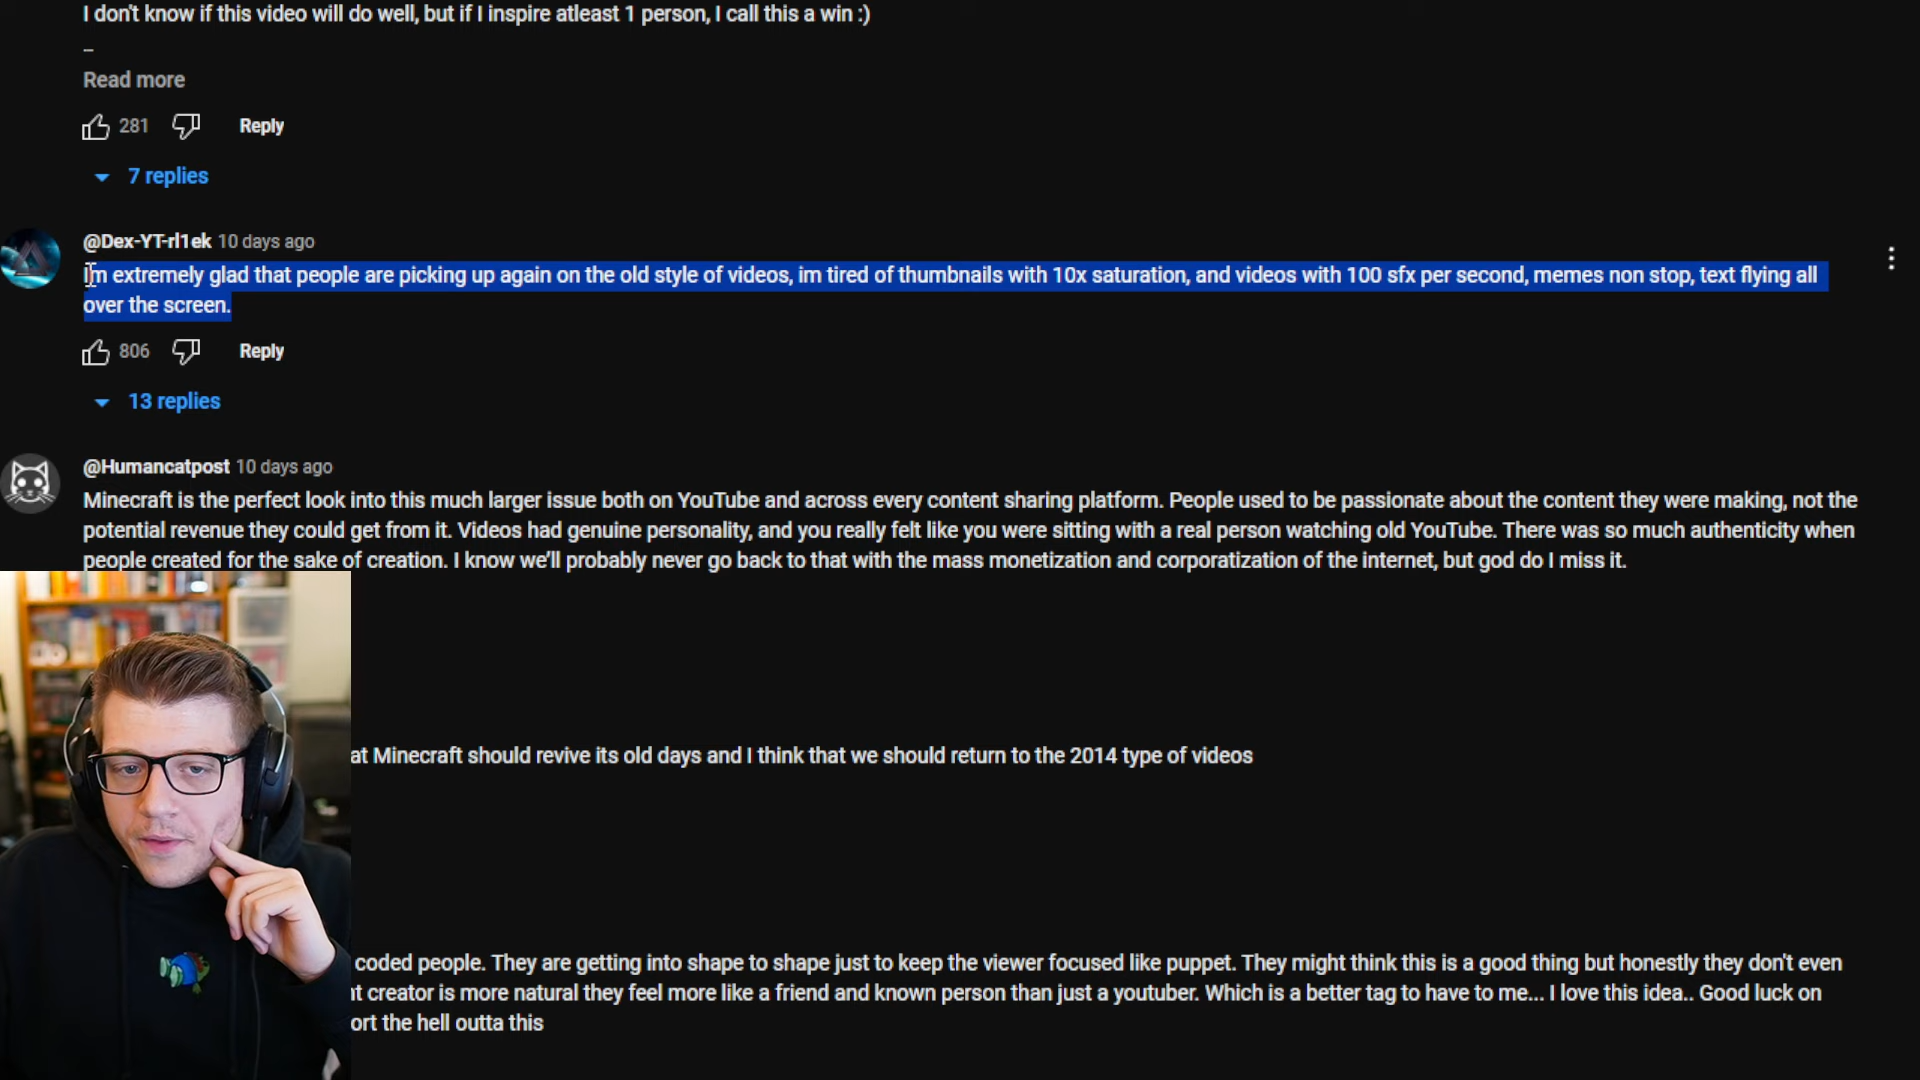 I don't know if this video will do well, but if I inspire atleast 1 person, I call this a win :)
–
Read more
281 Reply
7 replies
@Dex-YT-rl1ek 10 days ago
Im extremely glad that people are picking up again on the old style of videos, im tired of thumbnails with 10x saturation, and videos with 100 sfx per second, memes non stop, text flying all
over the screen.
806 Reply
13 replies
@Humancatpost 10 days ago
Minecraft is the perfect look into this much larger issue both on YouTube and across every content sharing platform. People used to be passionate about the content they were making, not the
potential revenue they could get from it. Videos had genuine personality, and you really felt like you were sitting with a real person watching old YouTube. There was so much authenticity when
people created for the sake of creation. I know we’ll probably never go back to that with the mass monetization and corporatization of the internet, but god do I miss it.
at Minecraft should revive its old days and I think that we should return to the 2014 type of videos
coded people. They are getting into shape to shape just to keep the viewer focused like puppet. They might think this is a good thing but honestly they don't even
t creator is more natural they feel more like a friend and known person than just a youtuber. Which is a better tag to have to me... I love this idea.. Good luck on
ort the hell outta this